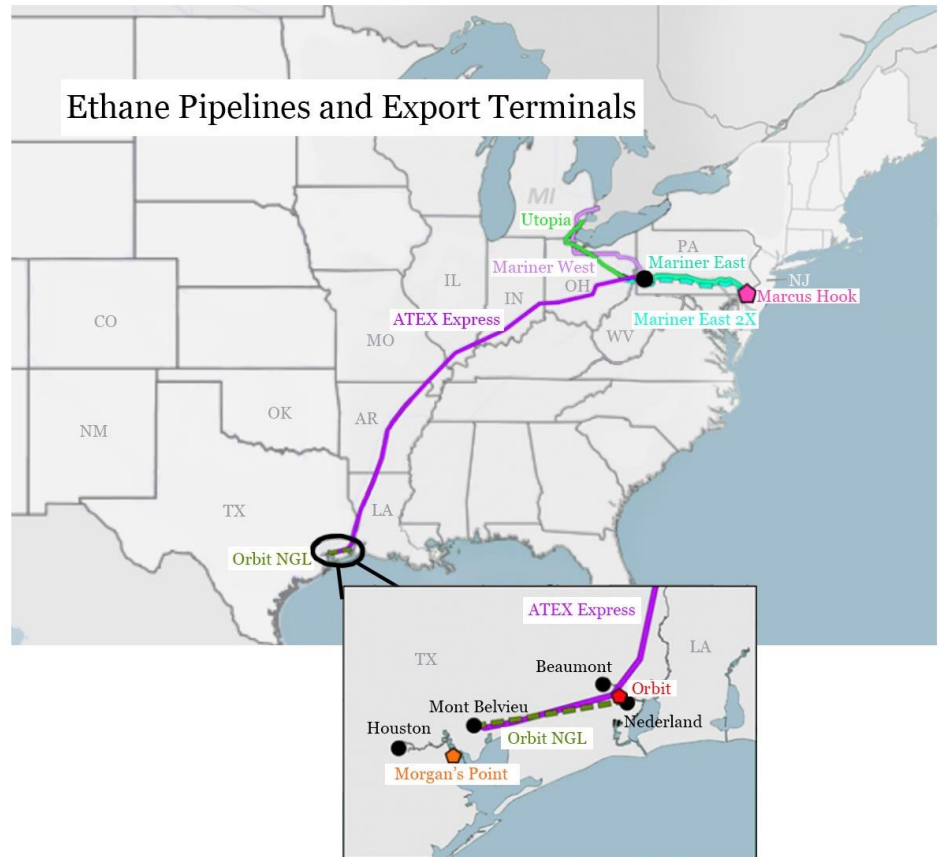 Ethane Pipelines and Export Terminals
MI
Utopia
PA
Mariner West
Mariner East
OH
NJ
IL
IN
Marcus Hook
ATEX Express
Mariner East 2X
CO
WV
MO
OK
AR
NM
TX
LA
Orbit NGL
ATEX Express
TX
LA
Beaumont
Orbit
Mont Belvieu
Nederland
Houston
Orbit NGL
Morgan's Point